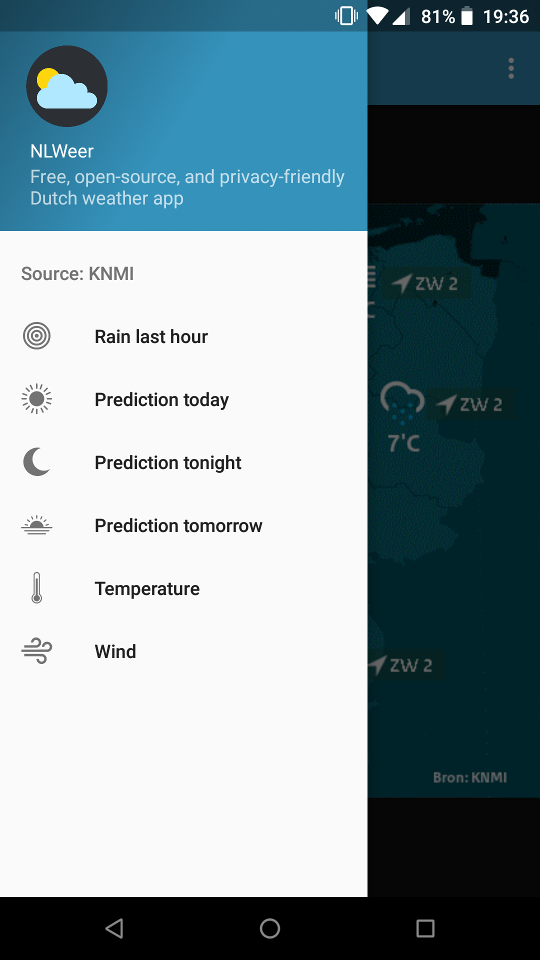 81% 19:36
NLWeer
Free, open-source, and privacy-friendly
Dutch weather app
Source: KNMI
Rain last hour
Prediction today
Prediction tonight
Prediction tomorrow
Temperature
Wind
ZW 2
C
ZW 2
7°C
ZW 2
Bron: KNMI